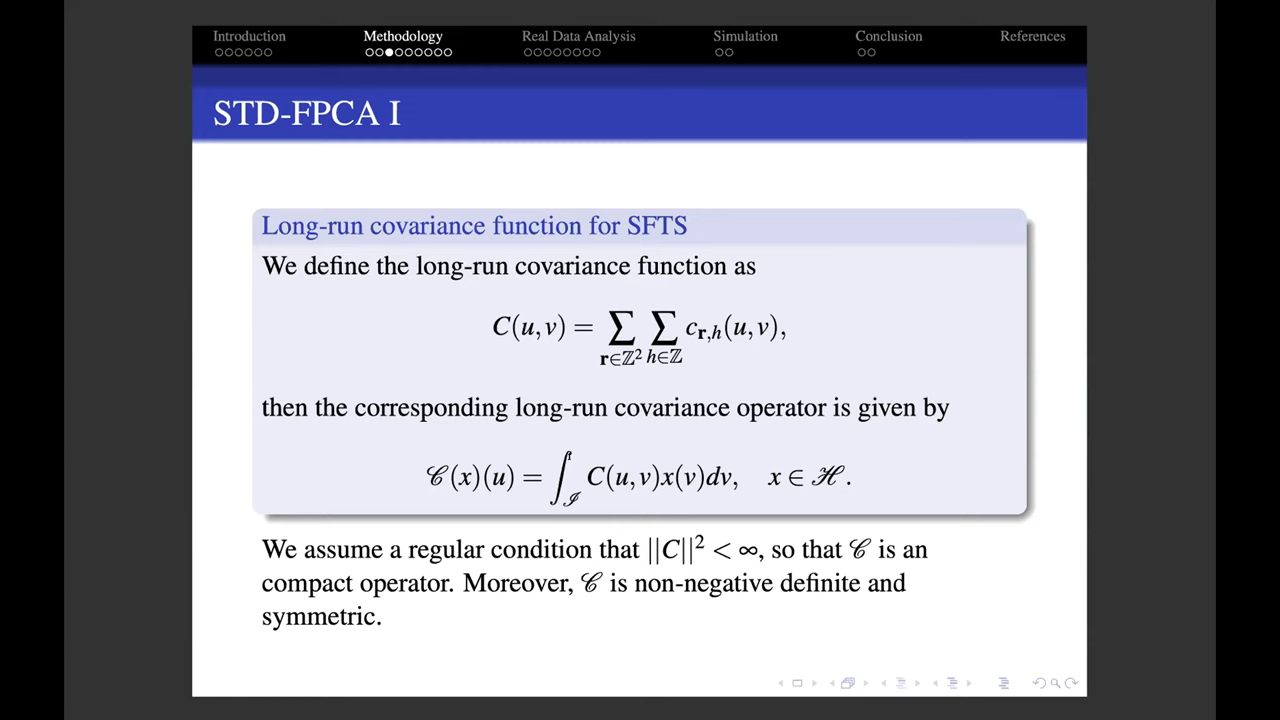 Introduction Methodology Real Data Analysis Simulation Conclusion References
STD-FPCA I
Long-run covariance function for SFTS
We define the long-run covariance function as
C(u,v) = ∑_{r∈ℤ²} ∑_{h∈ℤ} c_{r,h}(u,v),
then the corresponding long-run covariance operator is given by
𝒞(x)(u) = ∫_ℐ C(u,v)x(v)dv, x ∈ ℋ.
We assume a regular condition that ||C||² < ∞, so that 𝒞 is an
compact operator. Moreover, 𝒞 is non-negative definite and
symmetric.